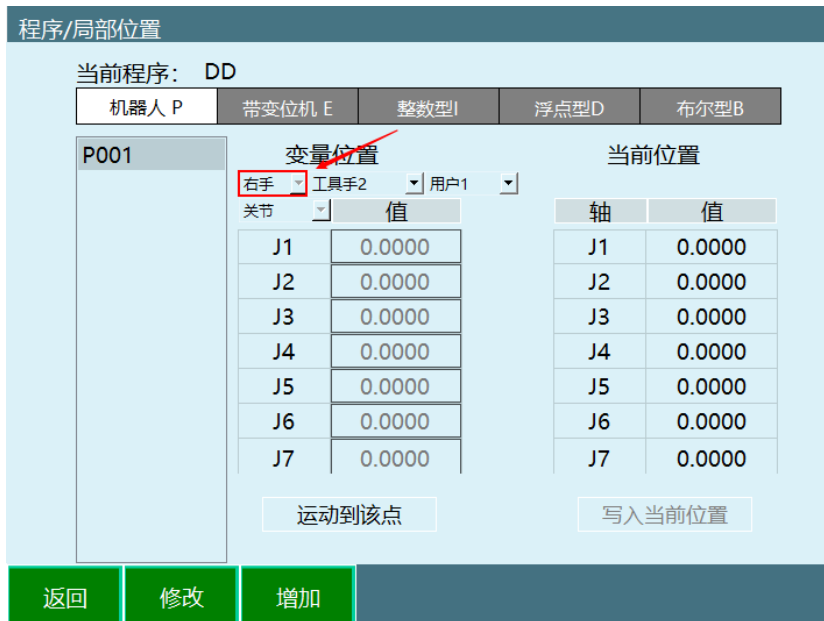 程序/局部位置
当前程序： DD
机器人 P 带变位机 E 整数型I 浮点型D 布尔型B
P001
变量位置 当前位置
右手 工具手2 用户1
关节 值 轴 值
J1 0.0000 J1 0.0000
J2 0.0000 J2 0.0000
J3 0.0000 J3 0.0000
J4 0.0000 J4 0.0000
J5 0.0000 J5 0.0000
J6 0.0000 J6 0.0000
J7 0.0000 J7 0.0000
运动到该点 写入当前位置
返回 修改 增加